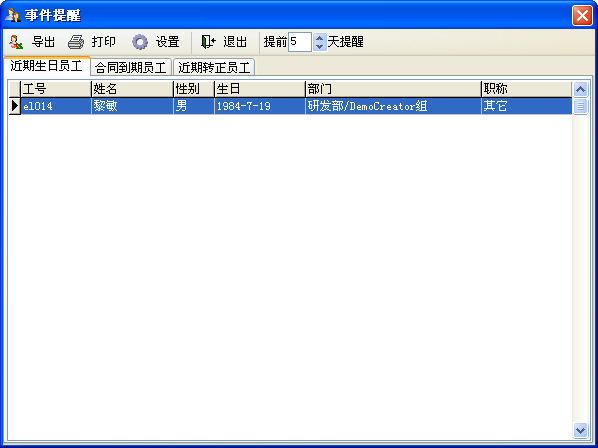 事件提醒
导出 打印 设置 退出 提前 5 天提醒
近期生日员工 合同到期员工 近期转正员工
工号 姓名 性别 生日 部门 职称
el014 黎敏 男 1984-7-19 研发部/DemoCreator组 其它